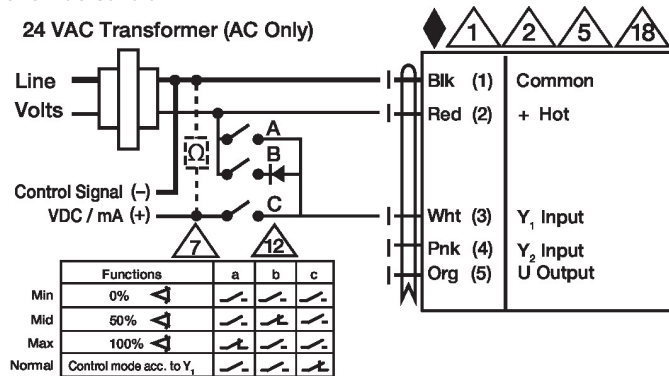 24 VAC Transformer (AC Only)
1 2 5 18
Line
Volts
Blk (1) Common
Red (2) + Hot
A
B
C
Ω
Control Signal (–)
VDC / mA (+)
Wht (3) Y₁ Input
Pnk (4) Y₂ Input
Org (5) U Output
7 12
Functions a b c
Min 0%
Mid 50%
Max 100%
Normal Control mode acc. to Y₁